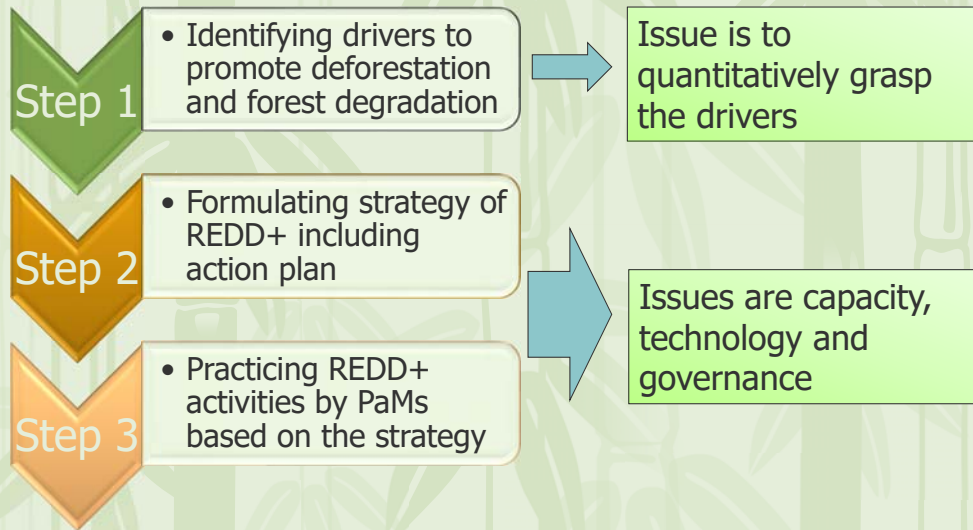 Step 1
• Identifying drivers to
promote deforestation
and forest degradation
Issue is to
quantitatively grasp
the drivers
Step 2
• Formulating strategy of
REDD+ including
action plan
Step 3
• Practicing REDD+
activities by PaMs
based on the strategy
Issues are capacity,
technology and
governance